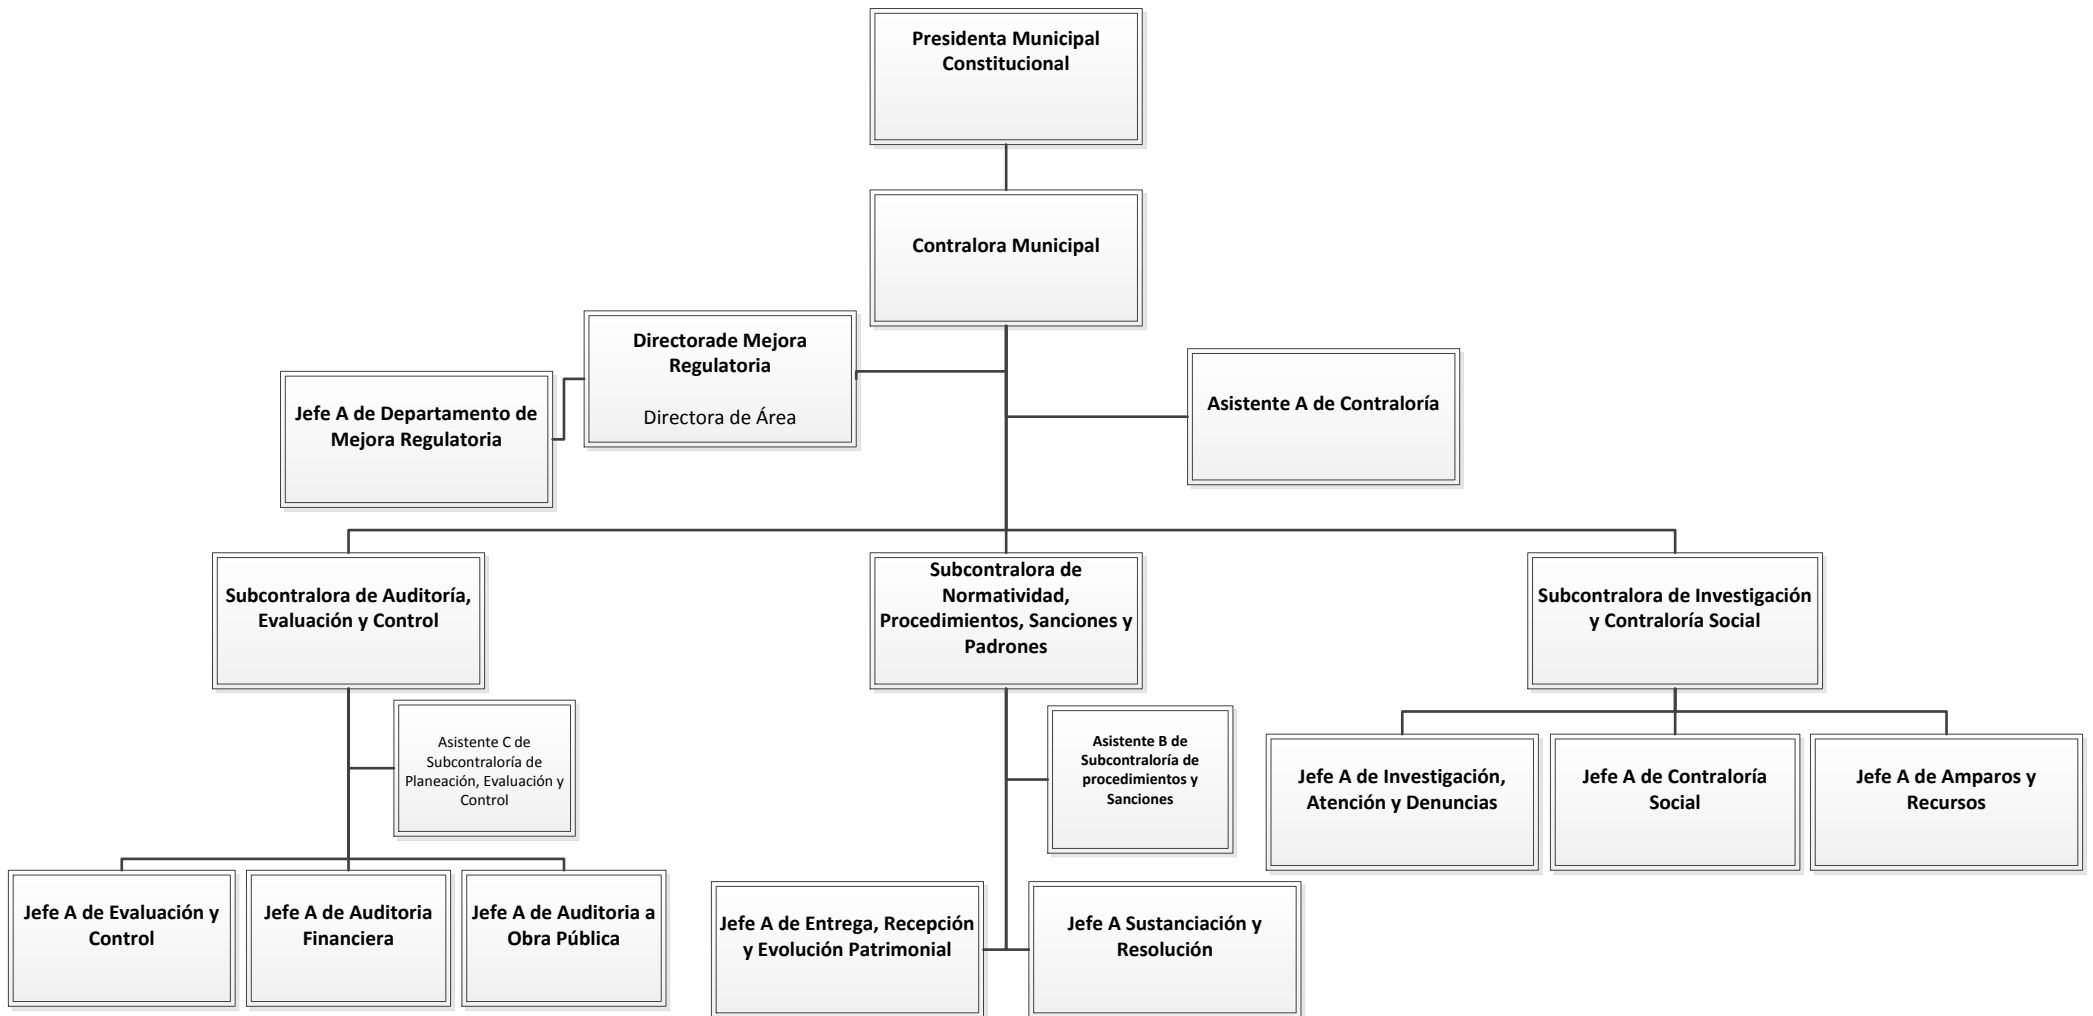 Presidenta Municipal
Constitucional
Contralora Municipal
Directorade Mejora
Regulatoria
Directora de Área
Jefe A de Departamento de
Mejora Regulatoria
Asistente A de Contraloría
Subcontralora de Auditoría,
Evaluación y Control
Subcontralora de
Normatividad,
Procedimientos, Sanciones y
Padrones
Subcontralora de Investigación
y Contraloría Social
Asistente C de
Subcontraloría de
Planeación, Evaluación y
Control
Asistente B de
Subcontraloría de
procedimientos y
Sanciones
Jefe A de Investigación,
Atención y Denuncias
Jefe A de Contraloría
Social
Jefe A de Amparos y
Recursos
Jefe A de Evaluación y
Control
Jefe A de Auditoria
Financiera
Jefe A de Auditoria a
Obra Pública
Jefe A de Entrega, Recepción
y Evolución Patrimonial
Jefe A Sustanciación y
Resolución